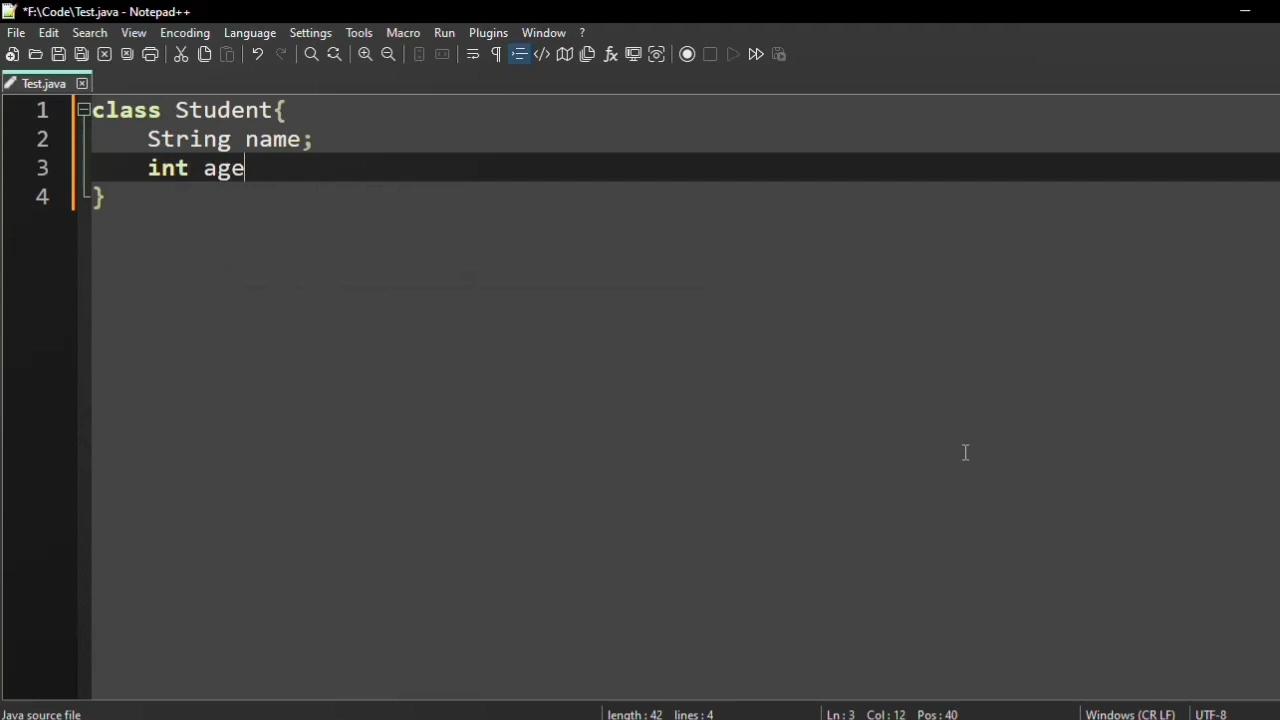 *F:\Code\Test.java - Notepad++
File Edit Search View Encoding Language Settings Tools Macro Run Plugins Window ?
Test.java
1 class Student{
2 String name;
3 int age
4 }
Java source file length : 42 lines : 4 Ln : 3 Col : 12 Pos : 40 Windows (CR LF) UTF-8